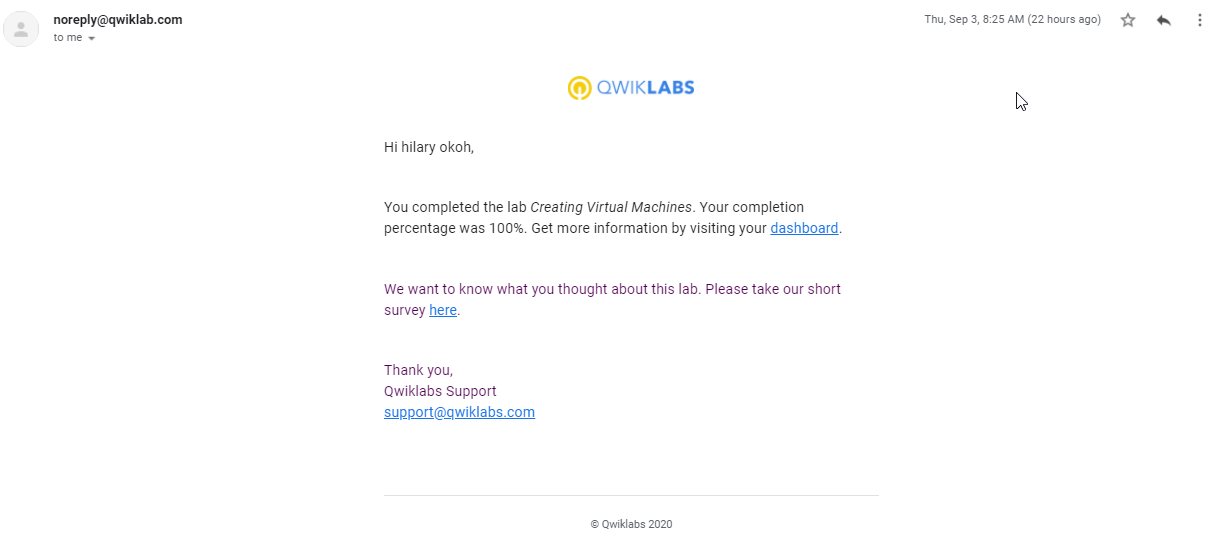 noreply@qwiklab.com
Thu, Sep 3, 8:25 AM (22 hours ago)
to me
QWIKLABS
Hi hilary okoh,
You completed the lab Creating Virtual Machines. Your completion
percentage was 100%. Get more information by visiting your dashboard.
We want to know what you thought about this lab. Please take our short
survey here.
Thank you,
Qwiklabs Support
support@qwiklabs.com
© Qwiklabs 2020